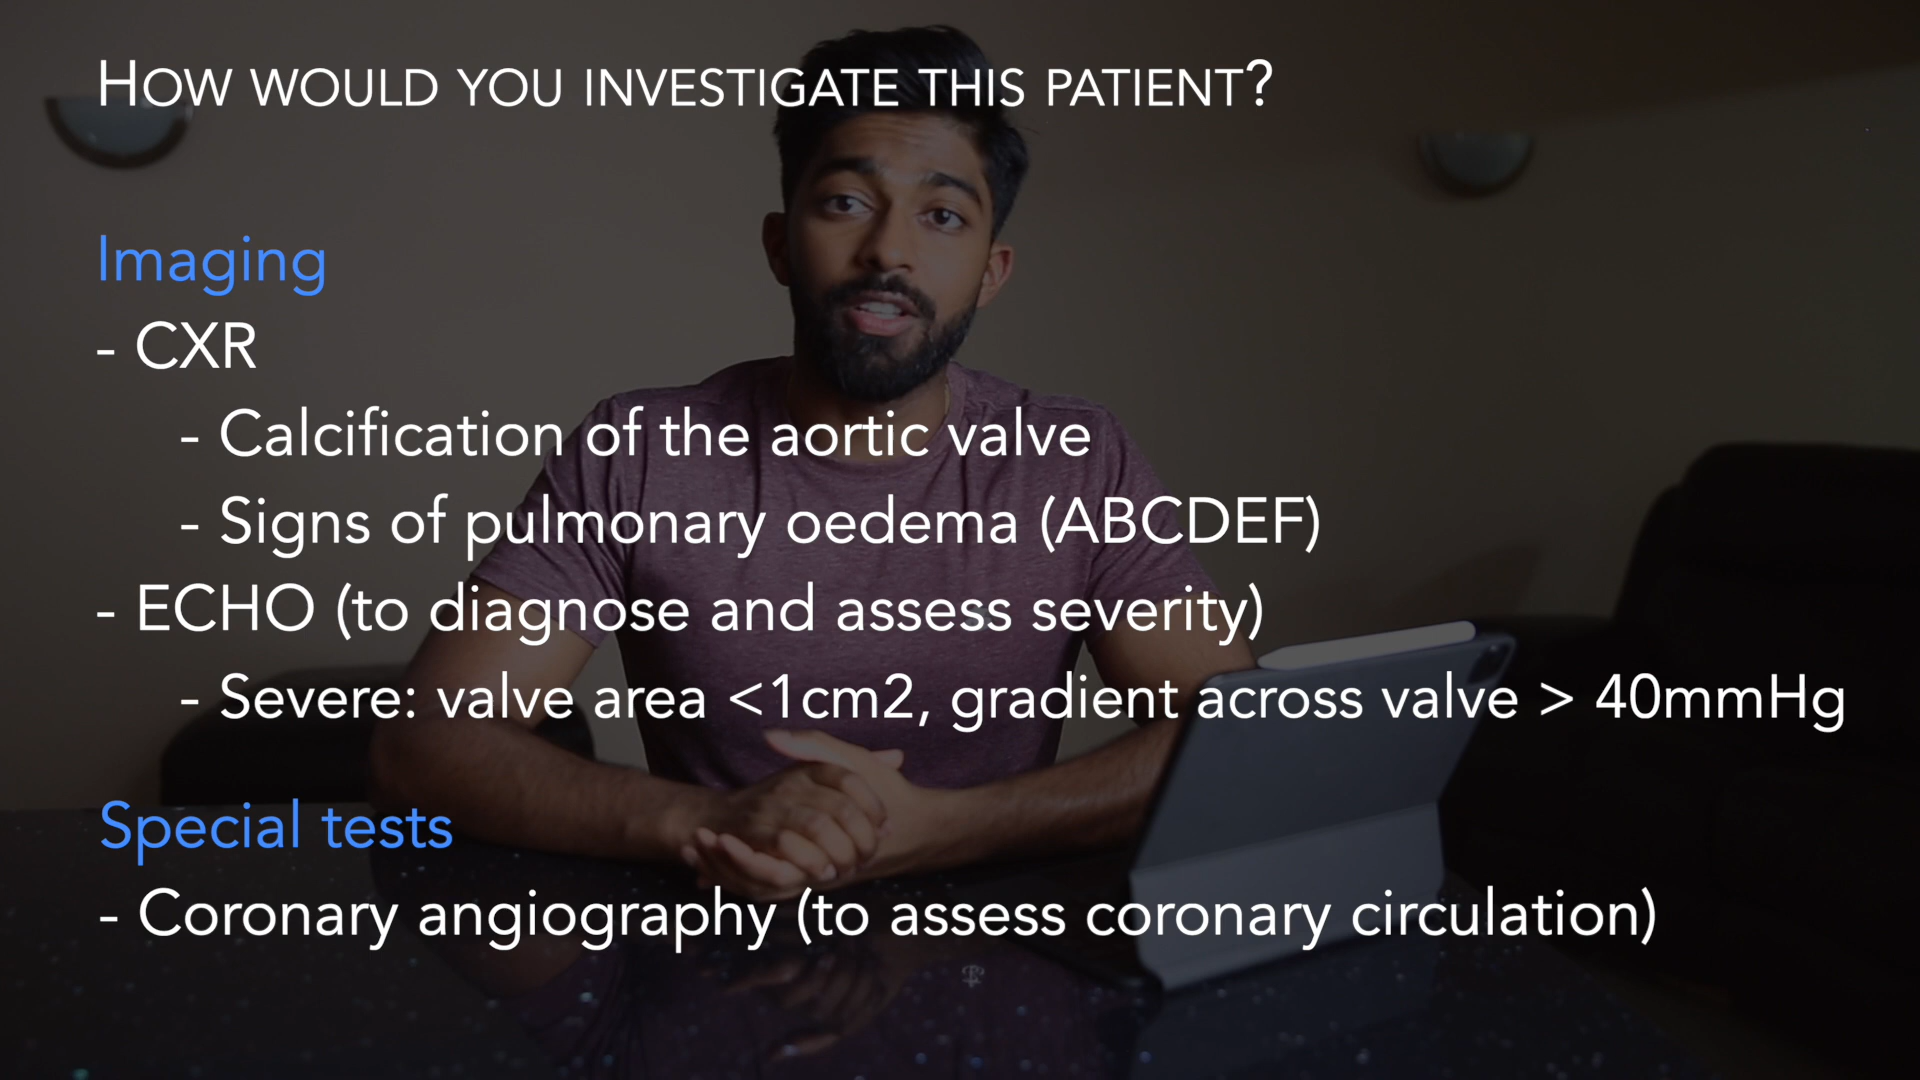 How would you investigate this patient?
Imaging
- CXR
- Calcification of the aortic valve
- Signs of pulmonary oedema (ABCDEF)
- ECHO (to diagnose and assess severity)
- Severe: valve area <1cm2, gradient across valve > 40mmHg
Special tests
- Coronary angiography (to assess coronary circulation)